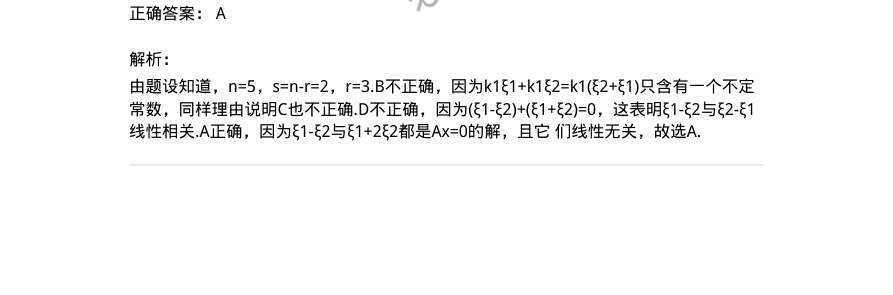 正确答案： A
解析：
由题设知道，n=5，s=n-r=2，r=3.B不正确，因为k1ξ1+k1ξ2=k1(ξ2+ξ1)只含有一个不定
常数，同样理由说明C也不正确.D不正确，因为(ξ1-ξ2)+(ξ1+ξ2)=0，这表明ξ1-ξ2与ξ2-ξ1
线性相关.A正确，因为ξ1-ξ2与ξ1+2ξ2都是Ax=0的解，且它 们线性无关，故选A.